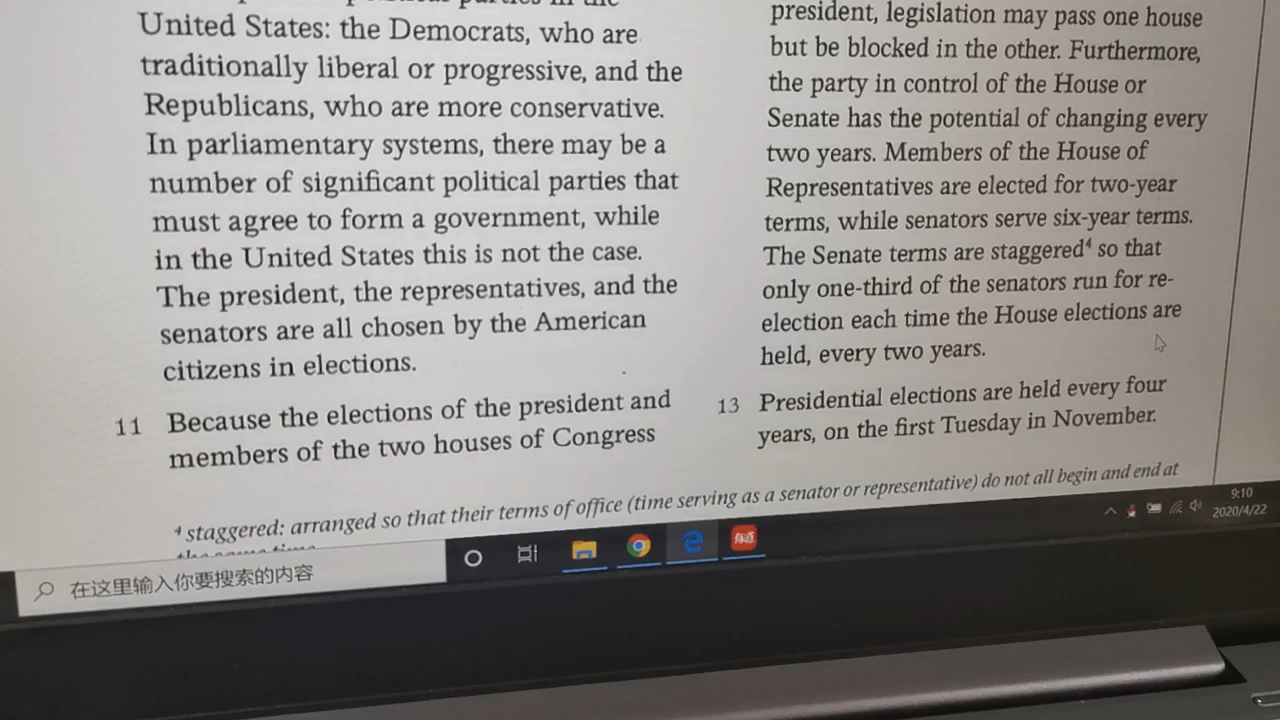 United States: the Democrats, who are
traditionally liberal or progressive, and the
Republicans, who are more conservative.
In parliamentary systems, there may be a
number of significant political parties that
must agree to form a government, while
in the United States this is not the case.
The president, the representatives, and the
senators are all chosen by the American
citizens in elections.
11 Because the elections of the president and
members of the two houses of Congress
president, legislation may pass one house
but be blocked in the other. Furthermore,
the party in control of the House or
Senate has the potential of changing every
two years. Members of the House of
Representatives are elected for two-year
terms, while senators serve six-year terms.
The Senate terms are staggered⁴ so that
only one-third of the senators run for re-
election each time the House elections are
held, every two years.
13 Presidential elections are held every four
years, on the first Tuesday in November.
⁴ staggered: arranged so that their terms of office (time serving as a senator or representative) do not all begin and end at
在这里输入你要搜索的内容
有道
9:10
2020/4/22